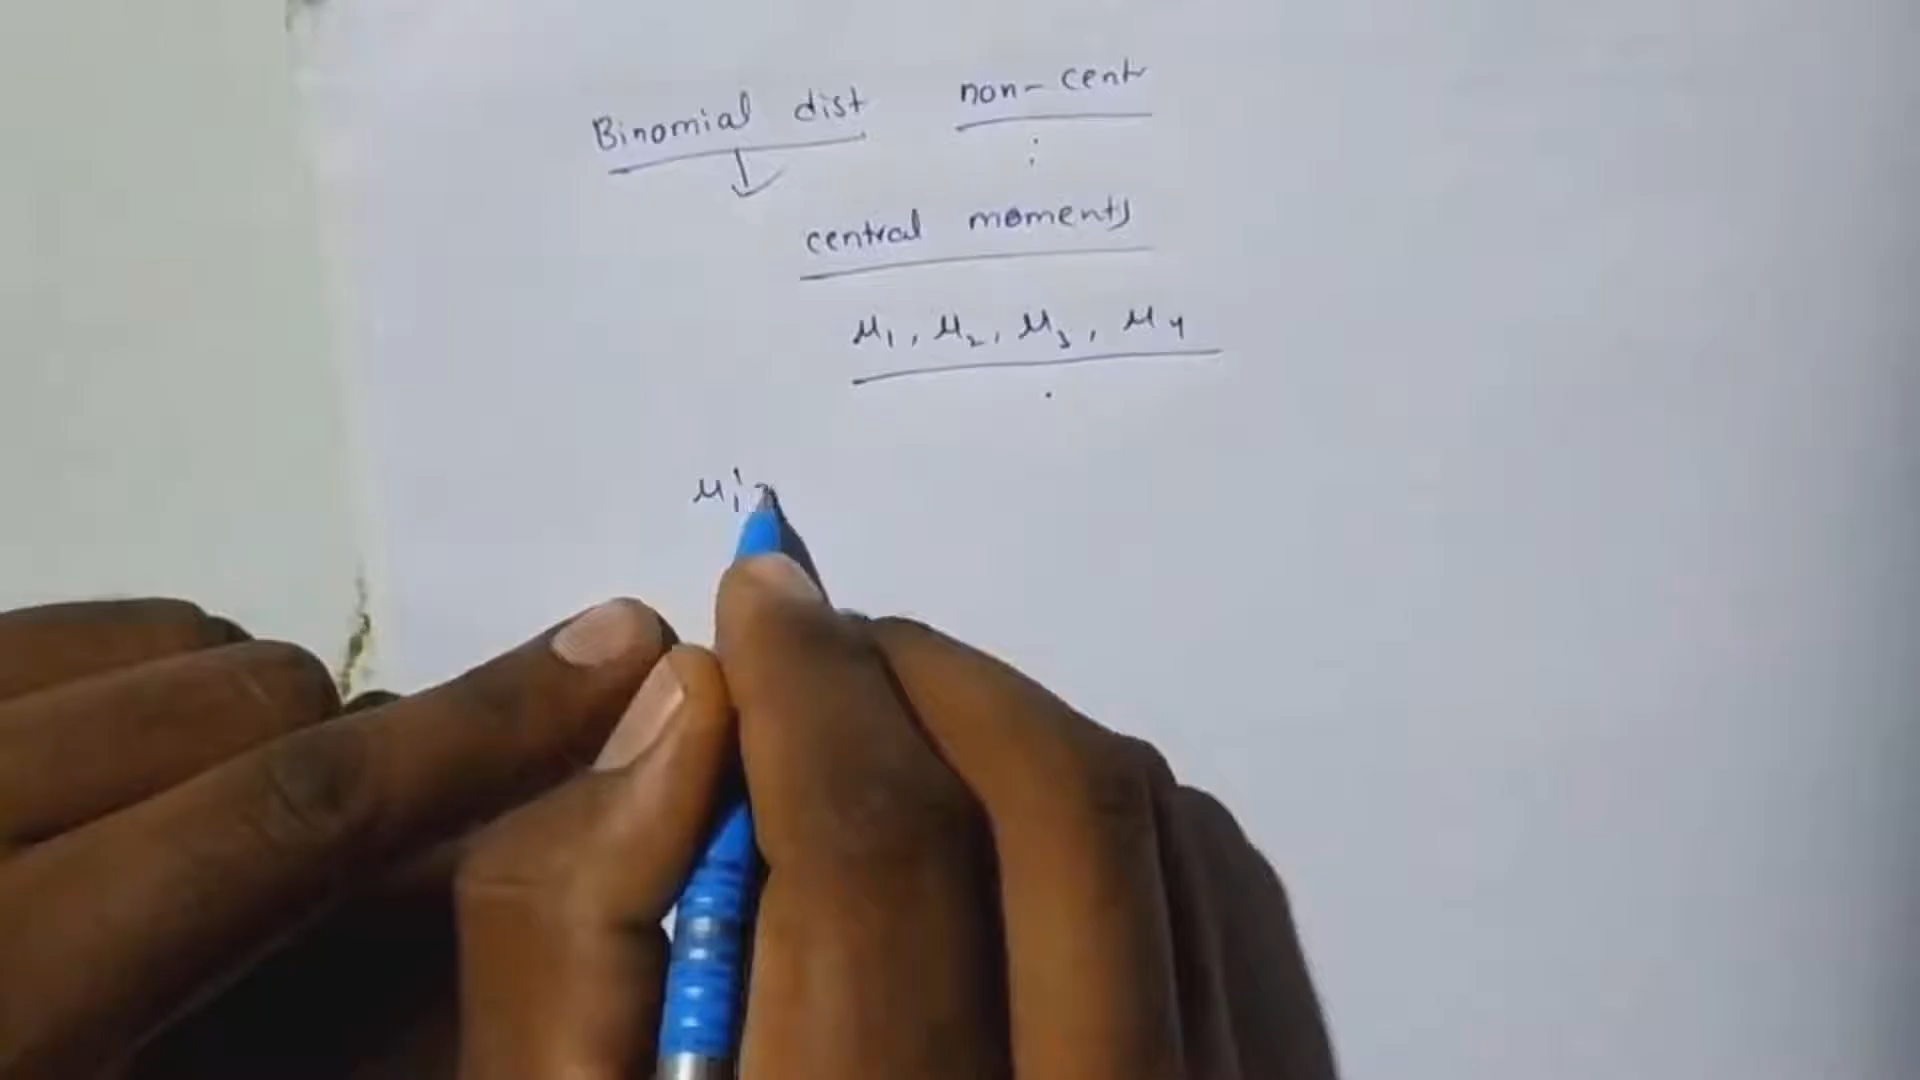 Binomial dist non-cent
:
central moments
μ₁, μ₂, μ₃, μ₄
μ₁' =